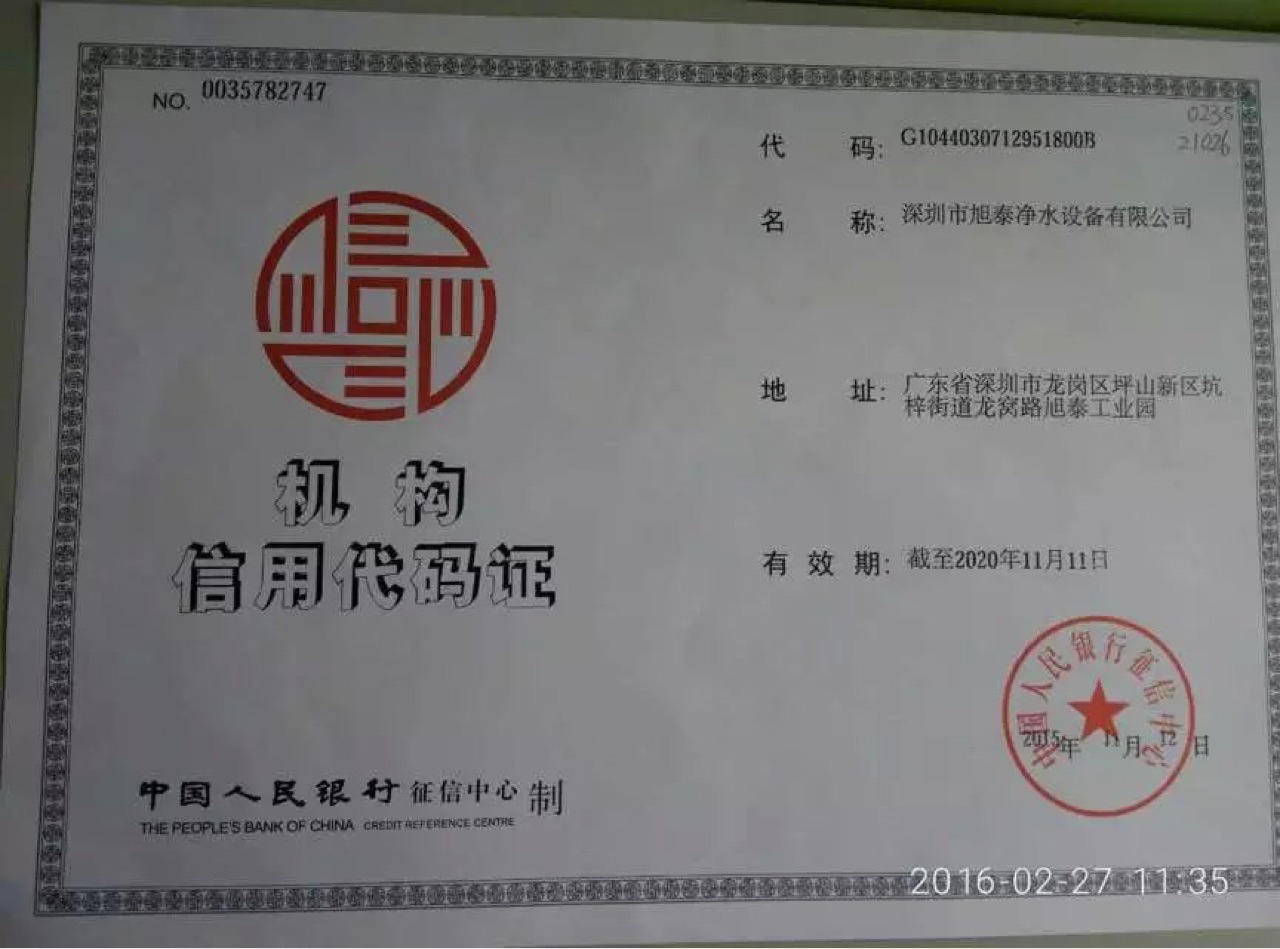 NO. 0035782747
0235
21026
代 码: G1044030712951800B
名 称: 深圳市旭泰净水设备有限公司
地 址: 广东省深圳市龙岗区坪山新区坑
梓街道龙窝路旭泰工业园
机 构
信用代码证
有 效 期: 截至2020年11月11日
中国人民银行征信中心
2015年 11月 12日
中国人民银行 征信中心 制
THE PEOPLE'S BANK OF CHINA CREDIT REFERENCE CENTRE
2016-02-27 11:35